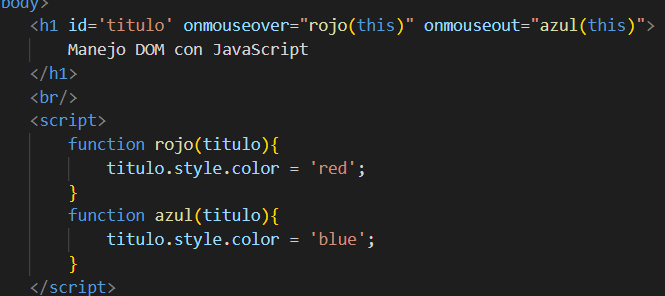 body>
<h1 id='titulo' onmouseover="rojo(this)" onmouseout="azul(this)">
Manejo DOM con JavaScript
</h1>
<br/>
<script>
function rojo(titulo){
titulo.style.color = 'red';
}
function azul(titulo){
titulo.style.color = 'blue';
}
</script>